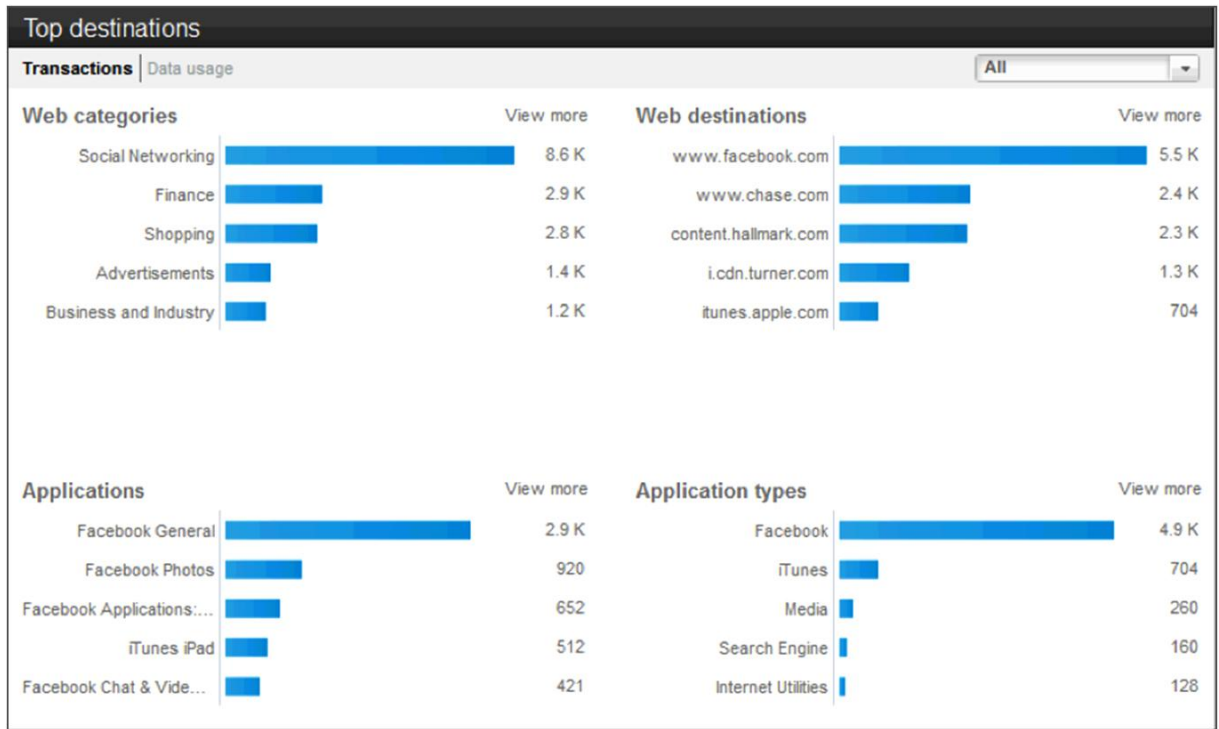 Top destinations
Transactions | Data usage
All
Web categories
View more
Social Networking 8.6 K
Finance 2.9 K
Shopping 2.8 K
Advertisements 1.4 K
Business and Industry 1.2 K
Web destinations
View more
www.facebook.com 5.5 K
www.chase.com 2.4 K
content.hallmark.com 2.3 K
i.cdn.turner.com 1.3 K
itunes.apple.com 704
Applications
View more
Facebook General 2.9 K
Facebook Photos 920
Facebook Applications:... 652
iTunes iPad 512
Facebook Chat & Vide... 421
Application types
View more
Facebook 4.9 K
iTunes 704
Media 260
Search Engine 160
Internet Utilities 128